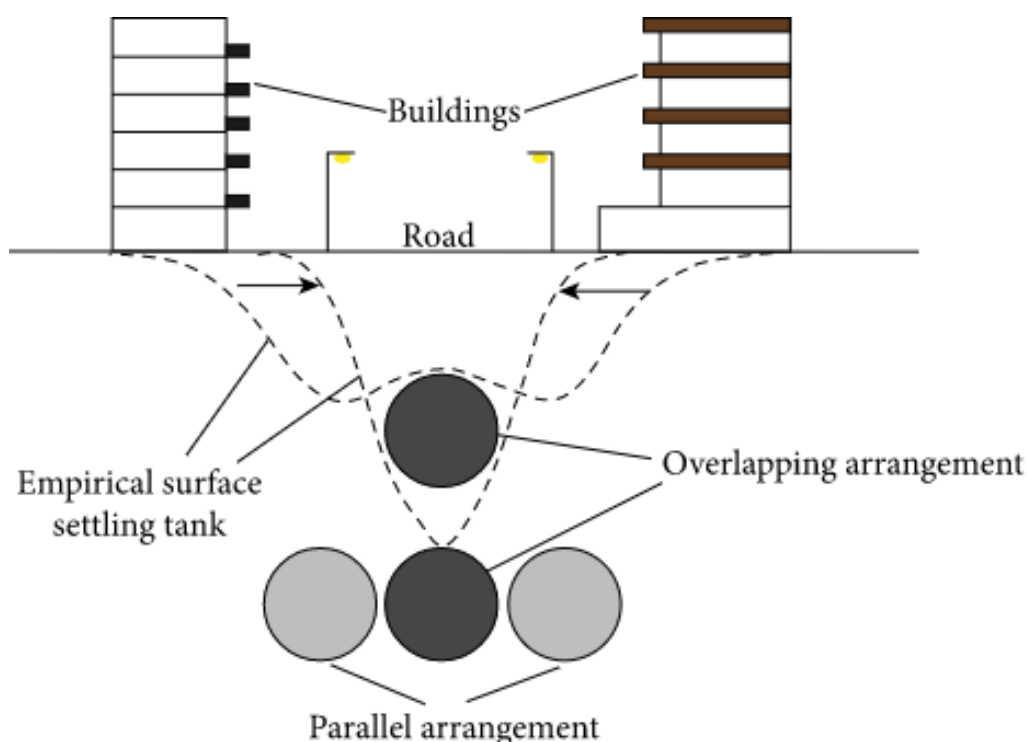 Buildings
Road
Overlapping arrangement
Empirical surface
settling tank
Parallel arrangement